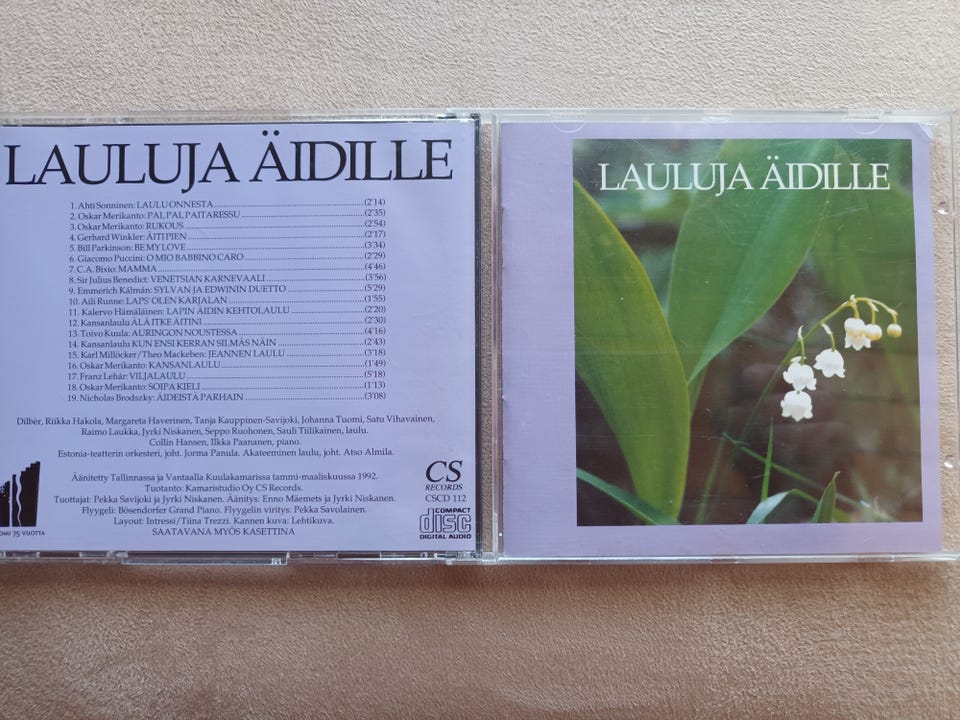 LAULUJA ÄIDILLE
1. Ahti Sonninen: LAULU ONNESTA (2'14)
2. Oskar Merikanto: PAI, PAI, PAITARESSU (2'35)
3. Oskar Merikanto: RUKOUS (2'54)
4. Gerhard Winkler: ÄITI PIEN (2'17)
5. Bill Parkinson: BE MY LOVE (3'34)
6. Giacomo Puccini: O MIO BABBINO CARO (2'29)
7. C.A. Bixio: MAMMA (4'46)
8. Sir Julius Benedict: VENETSIAN KARNEVAALI (3'56)
9. Emmerich Kálmán: SYLVAN JA EDWININ DUETTO (5'29)
10. Aili Runne: LAPS' OLEN KARJALAN (1'55)
11. Kalervo Hämäläinen: LAPIN ÄIDIN KEHTOLAULU (2'20)
12. Kansanlaulu ÄLÄ ITKE ÄITINI (2'30)
13. Toivo Kuula: AURINGON NOUSTESSA (4'16)
14. Kansanlaulu KUN ENSI KERRAN SILMÄS NÄIN (2'43)
15. Karl Millöcker/Theo Mackeben: JEANNEN LAULU (3'18)
16. Oskar Merikanto: KANSANLAULU (1'49)
17. Franz Lehár: VILJALAULU (5'18)
18. Oskar Merikanto: SOIPA KIELI (1'13)
19. Nicholas Brodszky: ÄIDEISTÄ PARHAIN (3'08)
Dilbèr, Riikka Hakola, Margareta Haverinen, Tanja Kauppinen-Savijoki, Johanna Tuomi, Satu Vihavainen,
Raimo Laukka, Jyrki Niskanen, Seppo Ruohonen, Sauli Tiilikainen, laulu.
Collin Hansen, Ilkka Paananen, piano.
Estonia-teatterin orkesteri, joht. Jorma Panula. Akateeminen laulu, joht. Atso Almila.
Äänitetty Tallinnassa ja Vantaalla Kuulakamarissa tammi-maaliskuussa 1992.
Tuotanto: Kamaristudio Oy CS Records.
Tuottajat: Pekka Savijoki ja Jyrki Niskanen. Äänitys: Enno Mäemets ja Jyrki Niskanen.
Flyygeli: Bösendorfer Grand Piano. Flyygelin viritys: Pekka Savolainen.
Layout: Intressi/Tiina Trezzi. Kannen kuva: Lehtikuva.
SAATAVANA MYÖS KASETTINA
OMI 75 VUOTTA
CS
RECORDS
CSCD 112
COMPACT
disc
DIGITAL AUDIO
LAULUJA ÄIDILLE